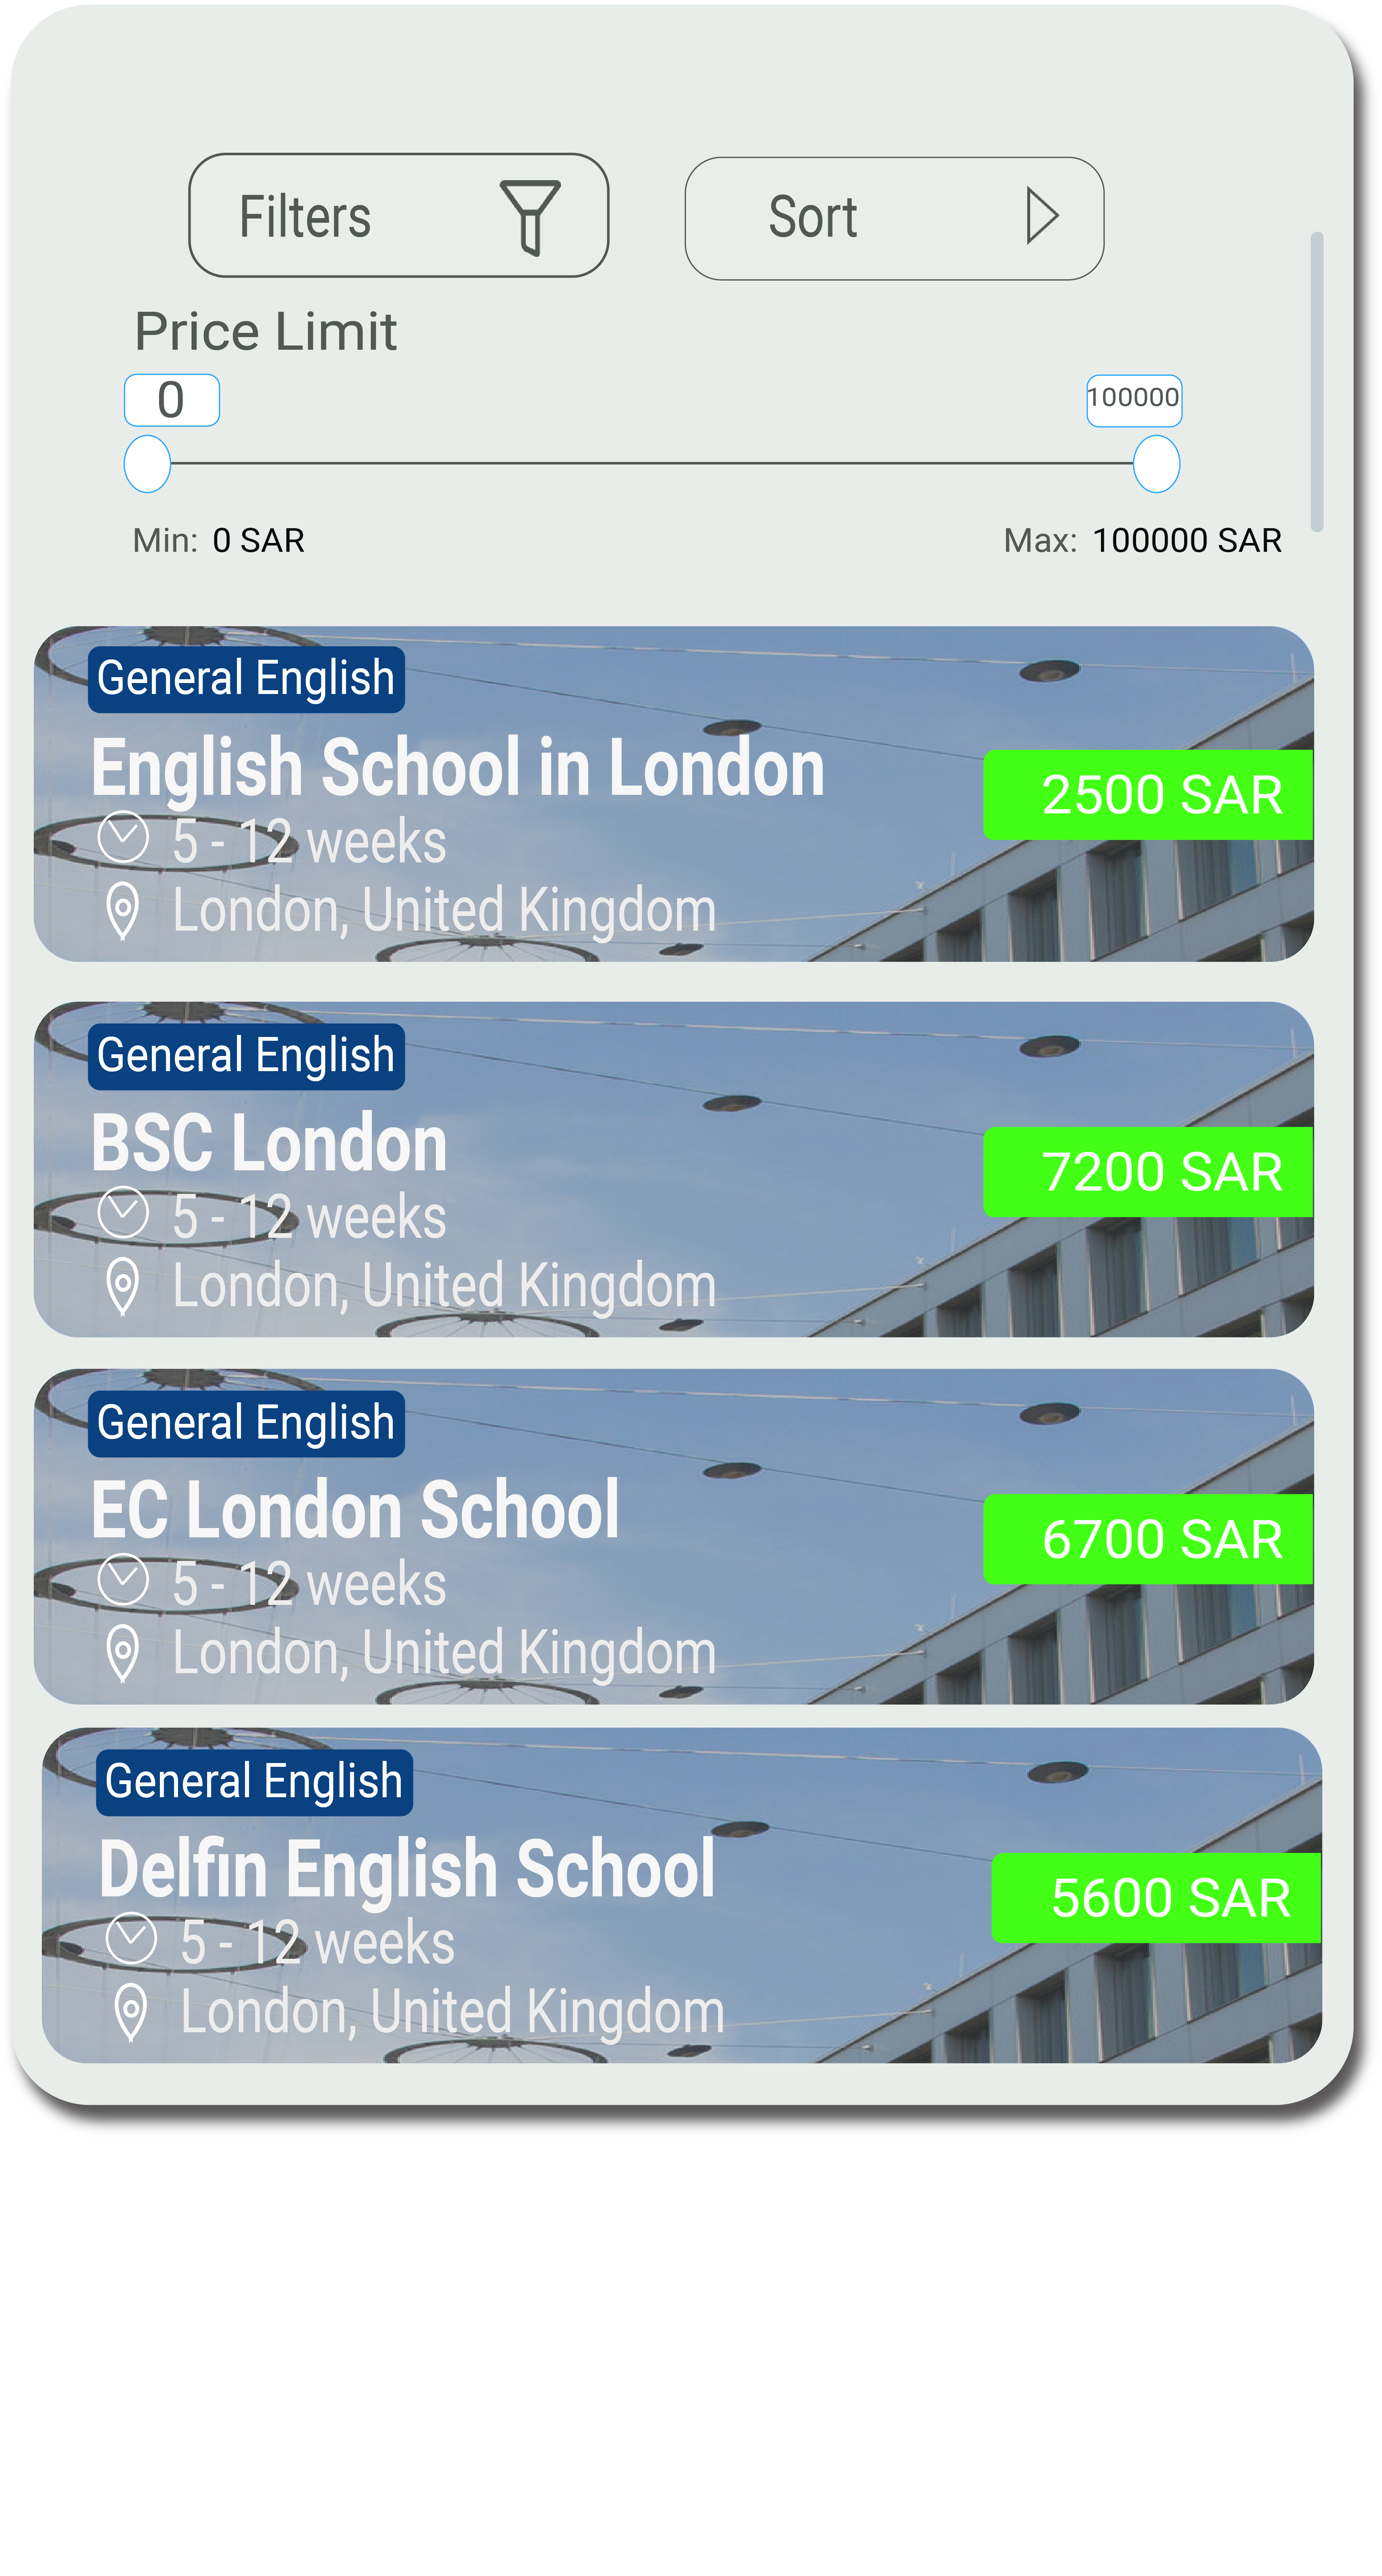 Filters
Sort
Price Limit
0
100000
Min: 0 SAR
Max: 100000 SAR
General English
English School in London
2500 SAR
5 - 12 weeks
London, United Kingdom
General English
BSC London
7200 SAR
5 - 12 weeks
London, United Kingdom
General English
EC London School
6700 SAR
5 - 12 weeks
London, United Kingdom
General English
Delfin English School
5600 SAR
5 - 12 weeks
London, United Kingdom